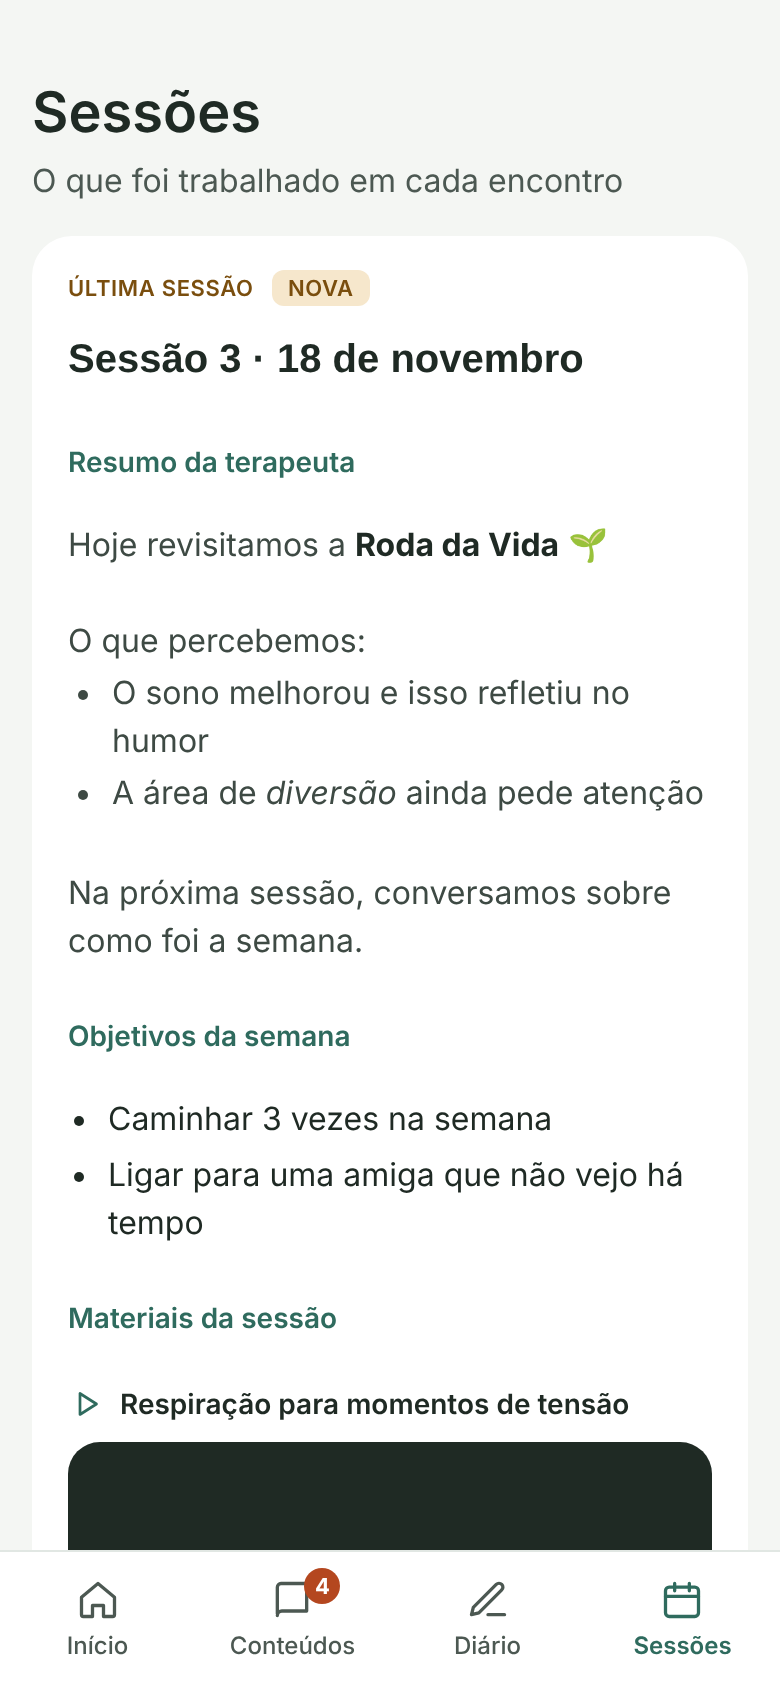 Sessões
O que foi trabalhado em cada encontro
ÚLTIMA SESSÃO NOVA
Sessão 3 · 18 de novembro
Resumo da terapeuta
Hoje revisitamos a Roda da Vida 🌱
O que percebemos:
• O sono melhorou e isso refletiu no
humor
• A área de diversão ainda pede atenção
Na próxima sessão, conversamos sobre
como foi a semana.
Objetivos da semana
• Caminhar 3 vezes na semana
• Ligar para uma amiga que não vejo há
tempo
Materiais da sessão
Respiração para momentos de tensão
4
Início Conteúdos Diário Sessões